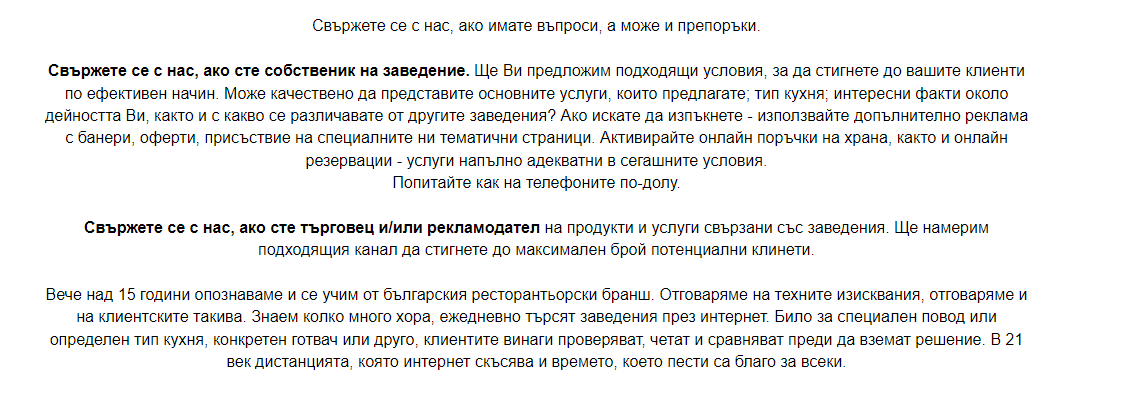 Свържете се с нас, ако имате въпроси, а може и препоръки.
Свържете се с нас, ако сте собственик на заведение. Ще Ви предложим подходящи условия, за да стигнете до вашите клиенти
по ефективен начин. Може качествено да представите основните услуги, които предлагате; тип кухня; интересни факти около
дейността Ви, както и с какво се различавате от другите заведения? Ако искате да изпъкнете - използвайте допълнително реклама
с банери, оферти, присъствие на специалните ни тематични страници. Активирайте онлайн поръчки на храна, както и онлайн
резервации - услуги напълно адекватни в сегашните условия.
Попитайте как на телефоните по-долу.
Свържете се с нас, ако сте търговец и/или рекламодател на продукти и услуги свързани със заведения. Ще намерим
подходящия канал да стигнете до максимален брой потенциални клинети.
Вече над 15 години опознаваме и се учим от българския ресторантьорски бранш. Отговаряме на техните изисквания, отговаряме и
на клиентските такива. Знаем колко много хора, ежедневно търсят заведения през интернет. Било за специален повод или
определен тип кухня, конкретен готвач или друго, клиентите винаги проверяват, четат и сравняват преди да вземат решение. В 21
век дистанцията, която интернет скъсява и времето, което пести са благо за всеки.